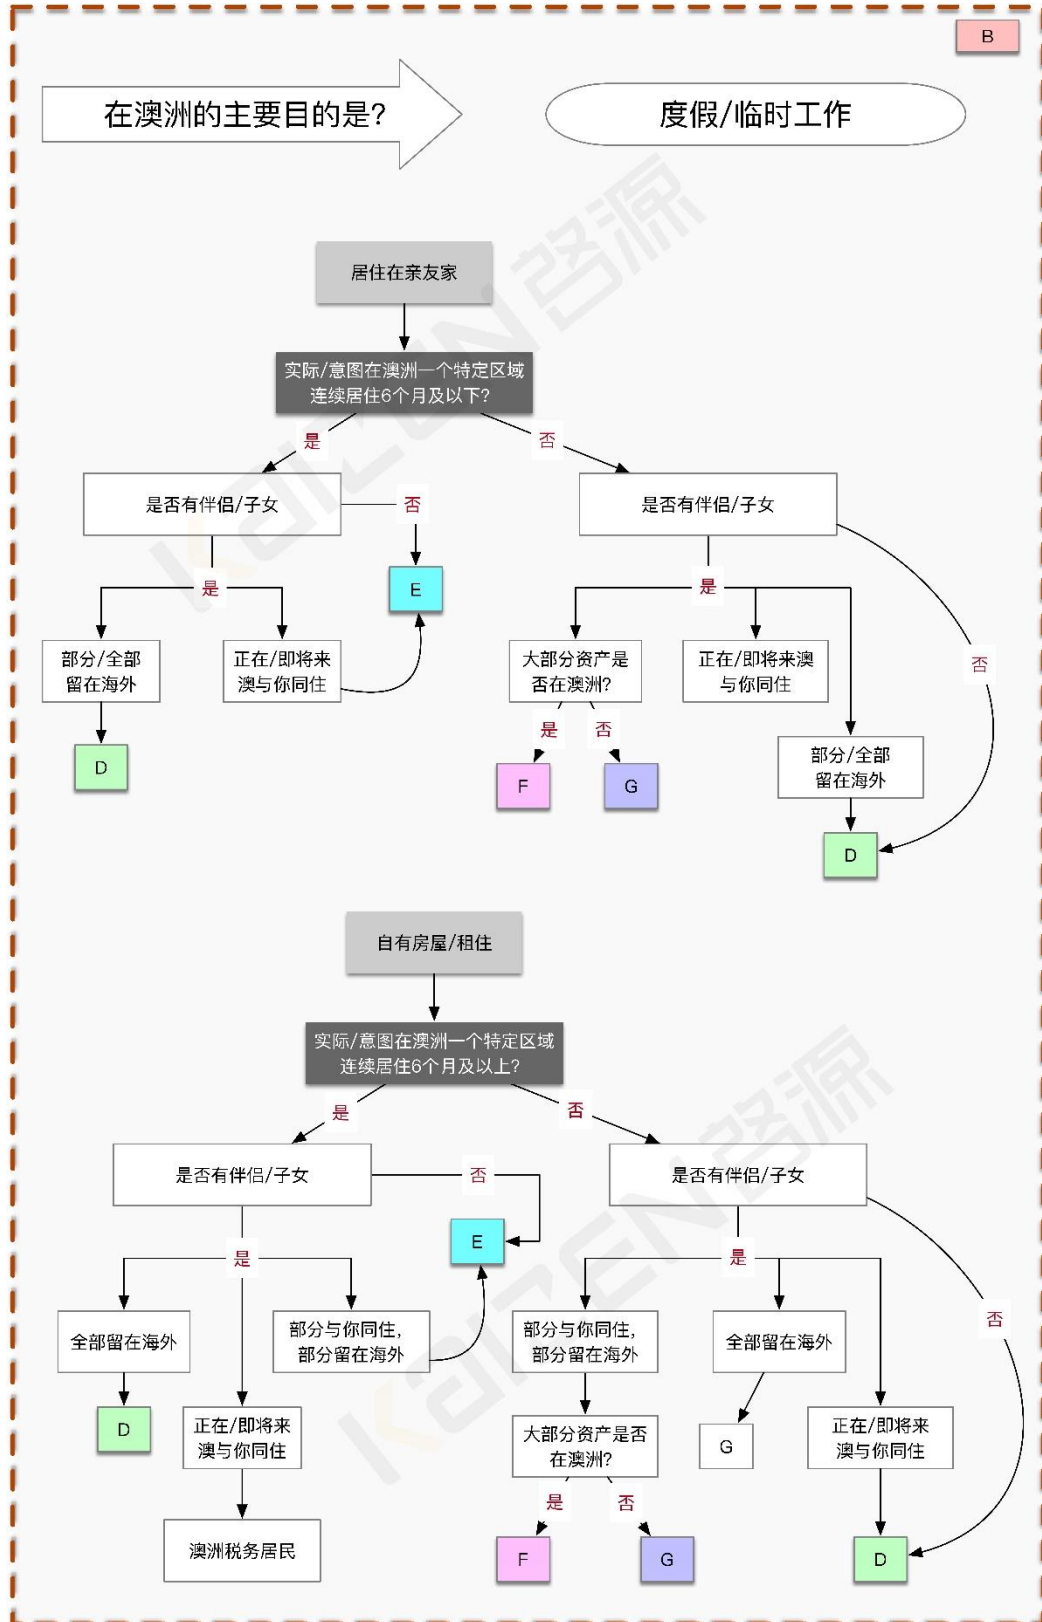 B
在澳洲的主要目的是?
度假/临时工作
居住在亲友家
实际/意图在澳洲一个特定区域
连续居住6个月及以下?
是
否
是否有伴侣/子女
否
是否有伴侣/子女
是
E
是
否
部分/全部
留在海外
正在/即将来
澳与你同住
大部分资产是
否在澳洲?
正在/即将来澳
与你同住
是
否
D
F
G
部分/全部
留在海外
D
自有房屋/租住
实际/意图在澳洲一个特定区域
连续居住6个月及以上?
是
否
是否有伴侣/子女
否
是否有伴侣/子女
E
是
是
否
全部留在海外
部分与你同住,
部分留在海外
部分与你同住,
部分留在海外
全部留在海外
D
正在/即将来
澳与你同住
大部分资产是否
在澳洲?
G
正在/即将来
澳与你同住
是
否
澳洲税务居民
F
G
D
Kaizen 啓源
Kaizen 啓源